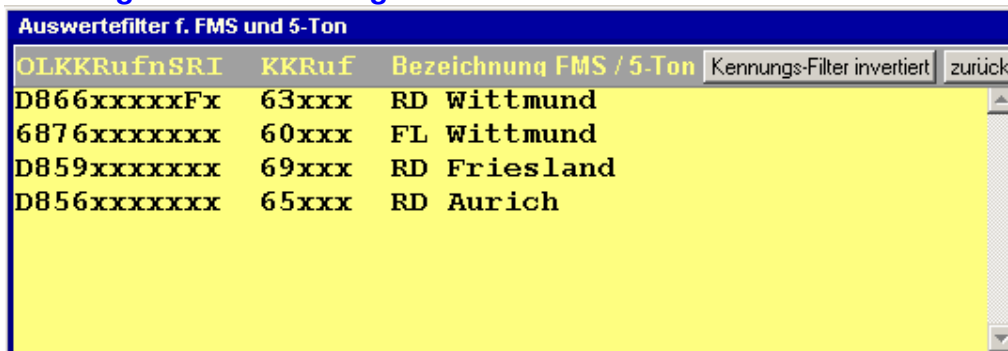 Auswertefilter f. FMS und 5-Ton
OLKKRufnSRI KKRuf Bezeichnung FMS / 5-Ton Kennungs-Filter invertiert zurück
D866xxxxxFx 63xxx RD Wittmund
6876xxxxxxx 60xxx FL Wittmund
D859xxxxxxx 69xxx RD Friesland
D856xxxxxxx 65xxx RD Aurich